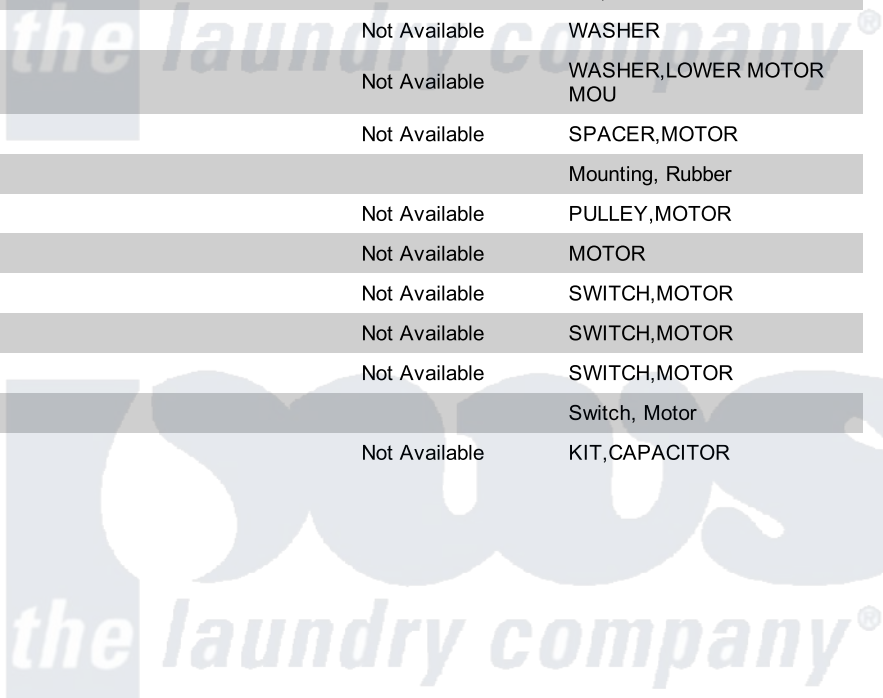 the laundry company®
Not Available WASHER
Not Available WASHER,LOWER MOTOR
MOU
Not Available SPACER,MOTOR
Mounting, Rubber
Not Available PULLEY,MOTOR
Not Available MOTOR
Not Available SWITCH,MOTOR
Not Available SWITCH,MOTOR
Not Available SWITCH,MOTOR
Switch, Motor
Not Available KIT,CAPACITOR
the laundry company®